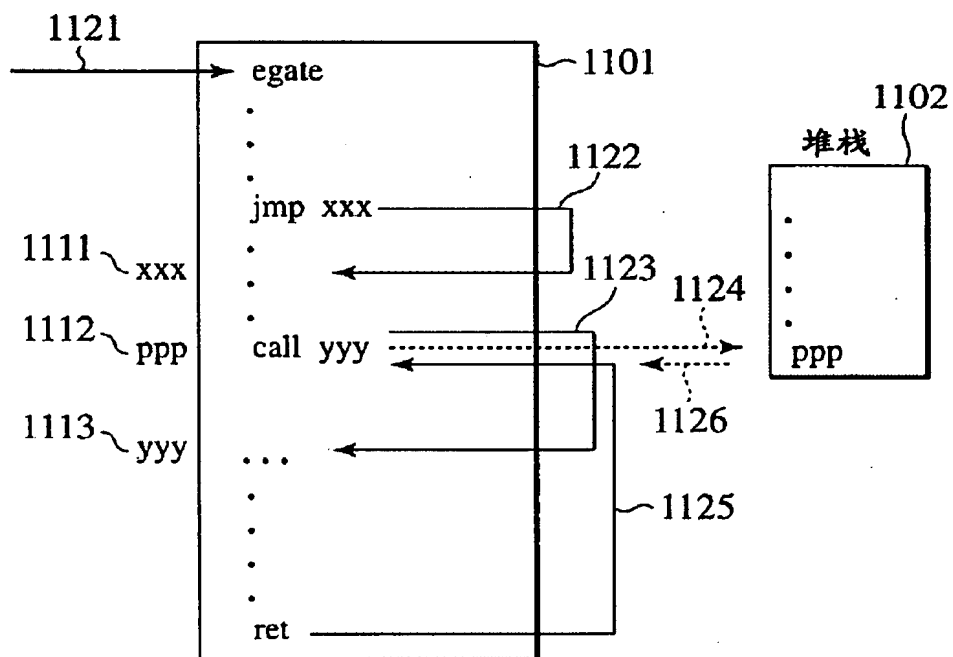 1121
egate
1101
1102
堆栈
1122
jmp xxx
1111
xxx
1123
1124
1112
ppp
call yyy
ppp
1126
1113
yyy
1125
ret